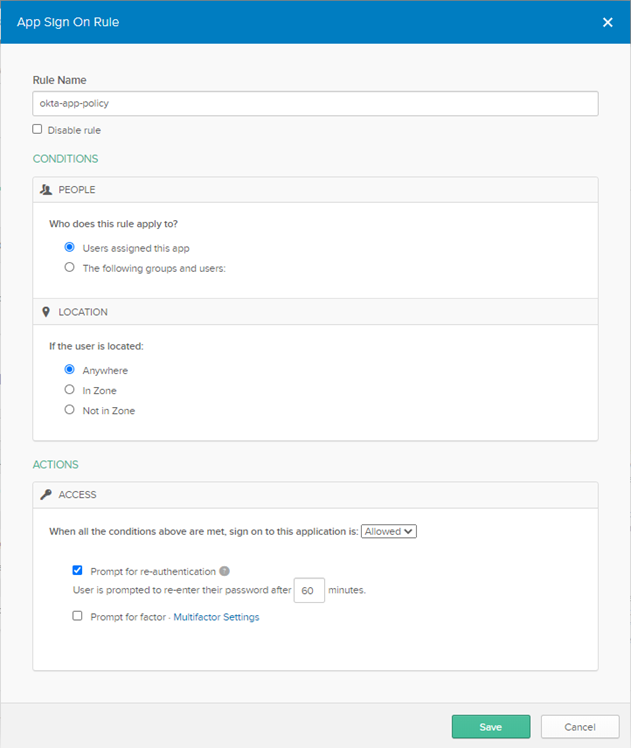 App Sign On Rule
Rule Name
okta-app-policy
Disable rule
CONDITIONS
PEOPLE
Who does this rule apply to?
Users assigned this app
The following groups and users:
LOCATION
If the user is located:
Anywhere
In Zone
Not in Zone
ACTIONS
ACCESS
When all the conditions above are met, sign on to this application is: Allowed
Prompt for re-authentication ?
User is prompted to re-enter their password after 60 minutes.
Prompt for factor · Multifactor Settings
Save Cancel